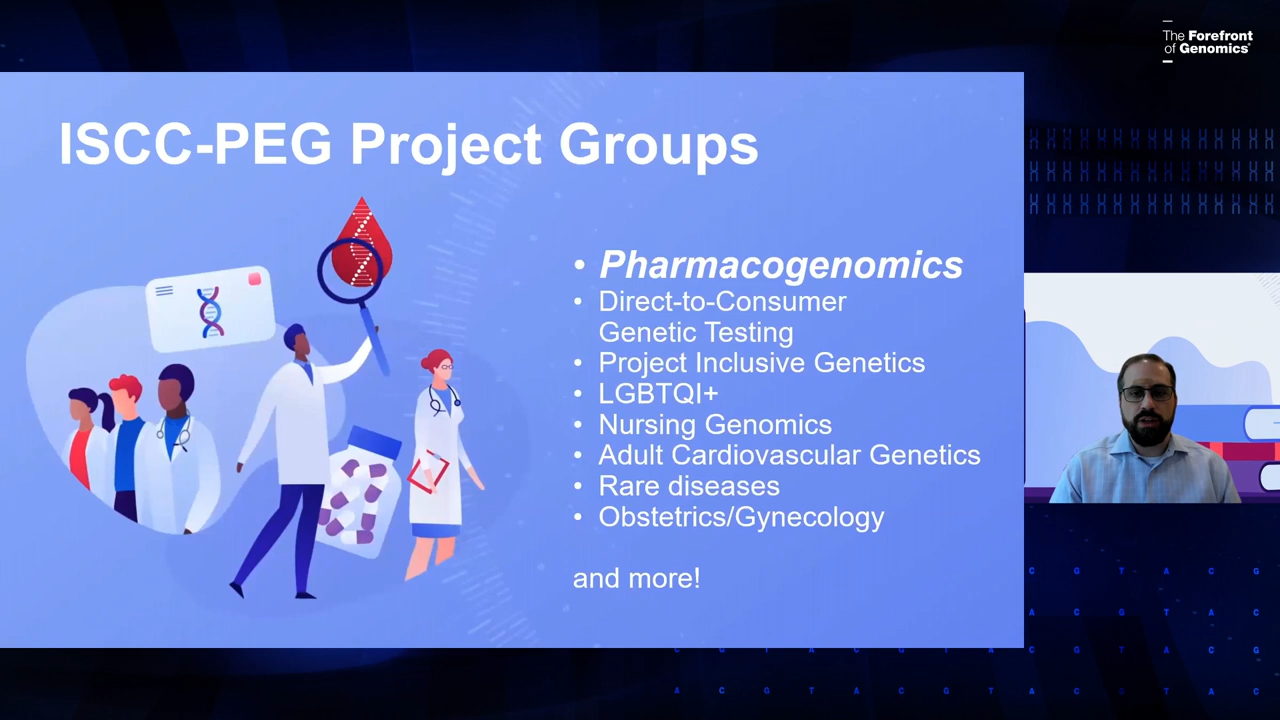 The Forefront
of Genomics®
ISCC-PEG Project Groups
• Pharmacogenomics
• Direct-to-Consumer
Genetic Testing
• Project Inclusive Genetics
• LGBTQI+
• Nursing Genomics
• Adult Cardiovascular Genetics
• Rare diseases
• Obstetrics/Gynecology
and more!
C G T A C G
A C G T A C
C G T A C G T A C G T A C G
A C G T A C G T A C G T A C